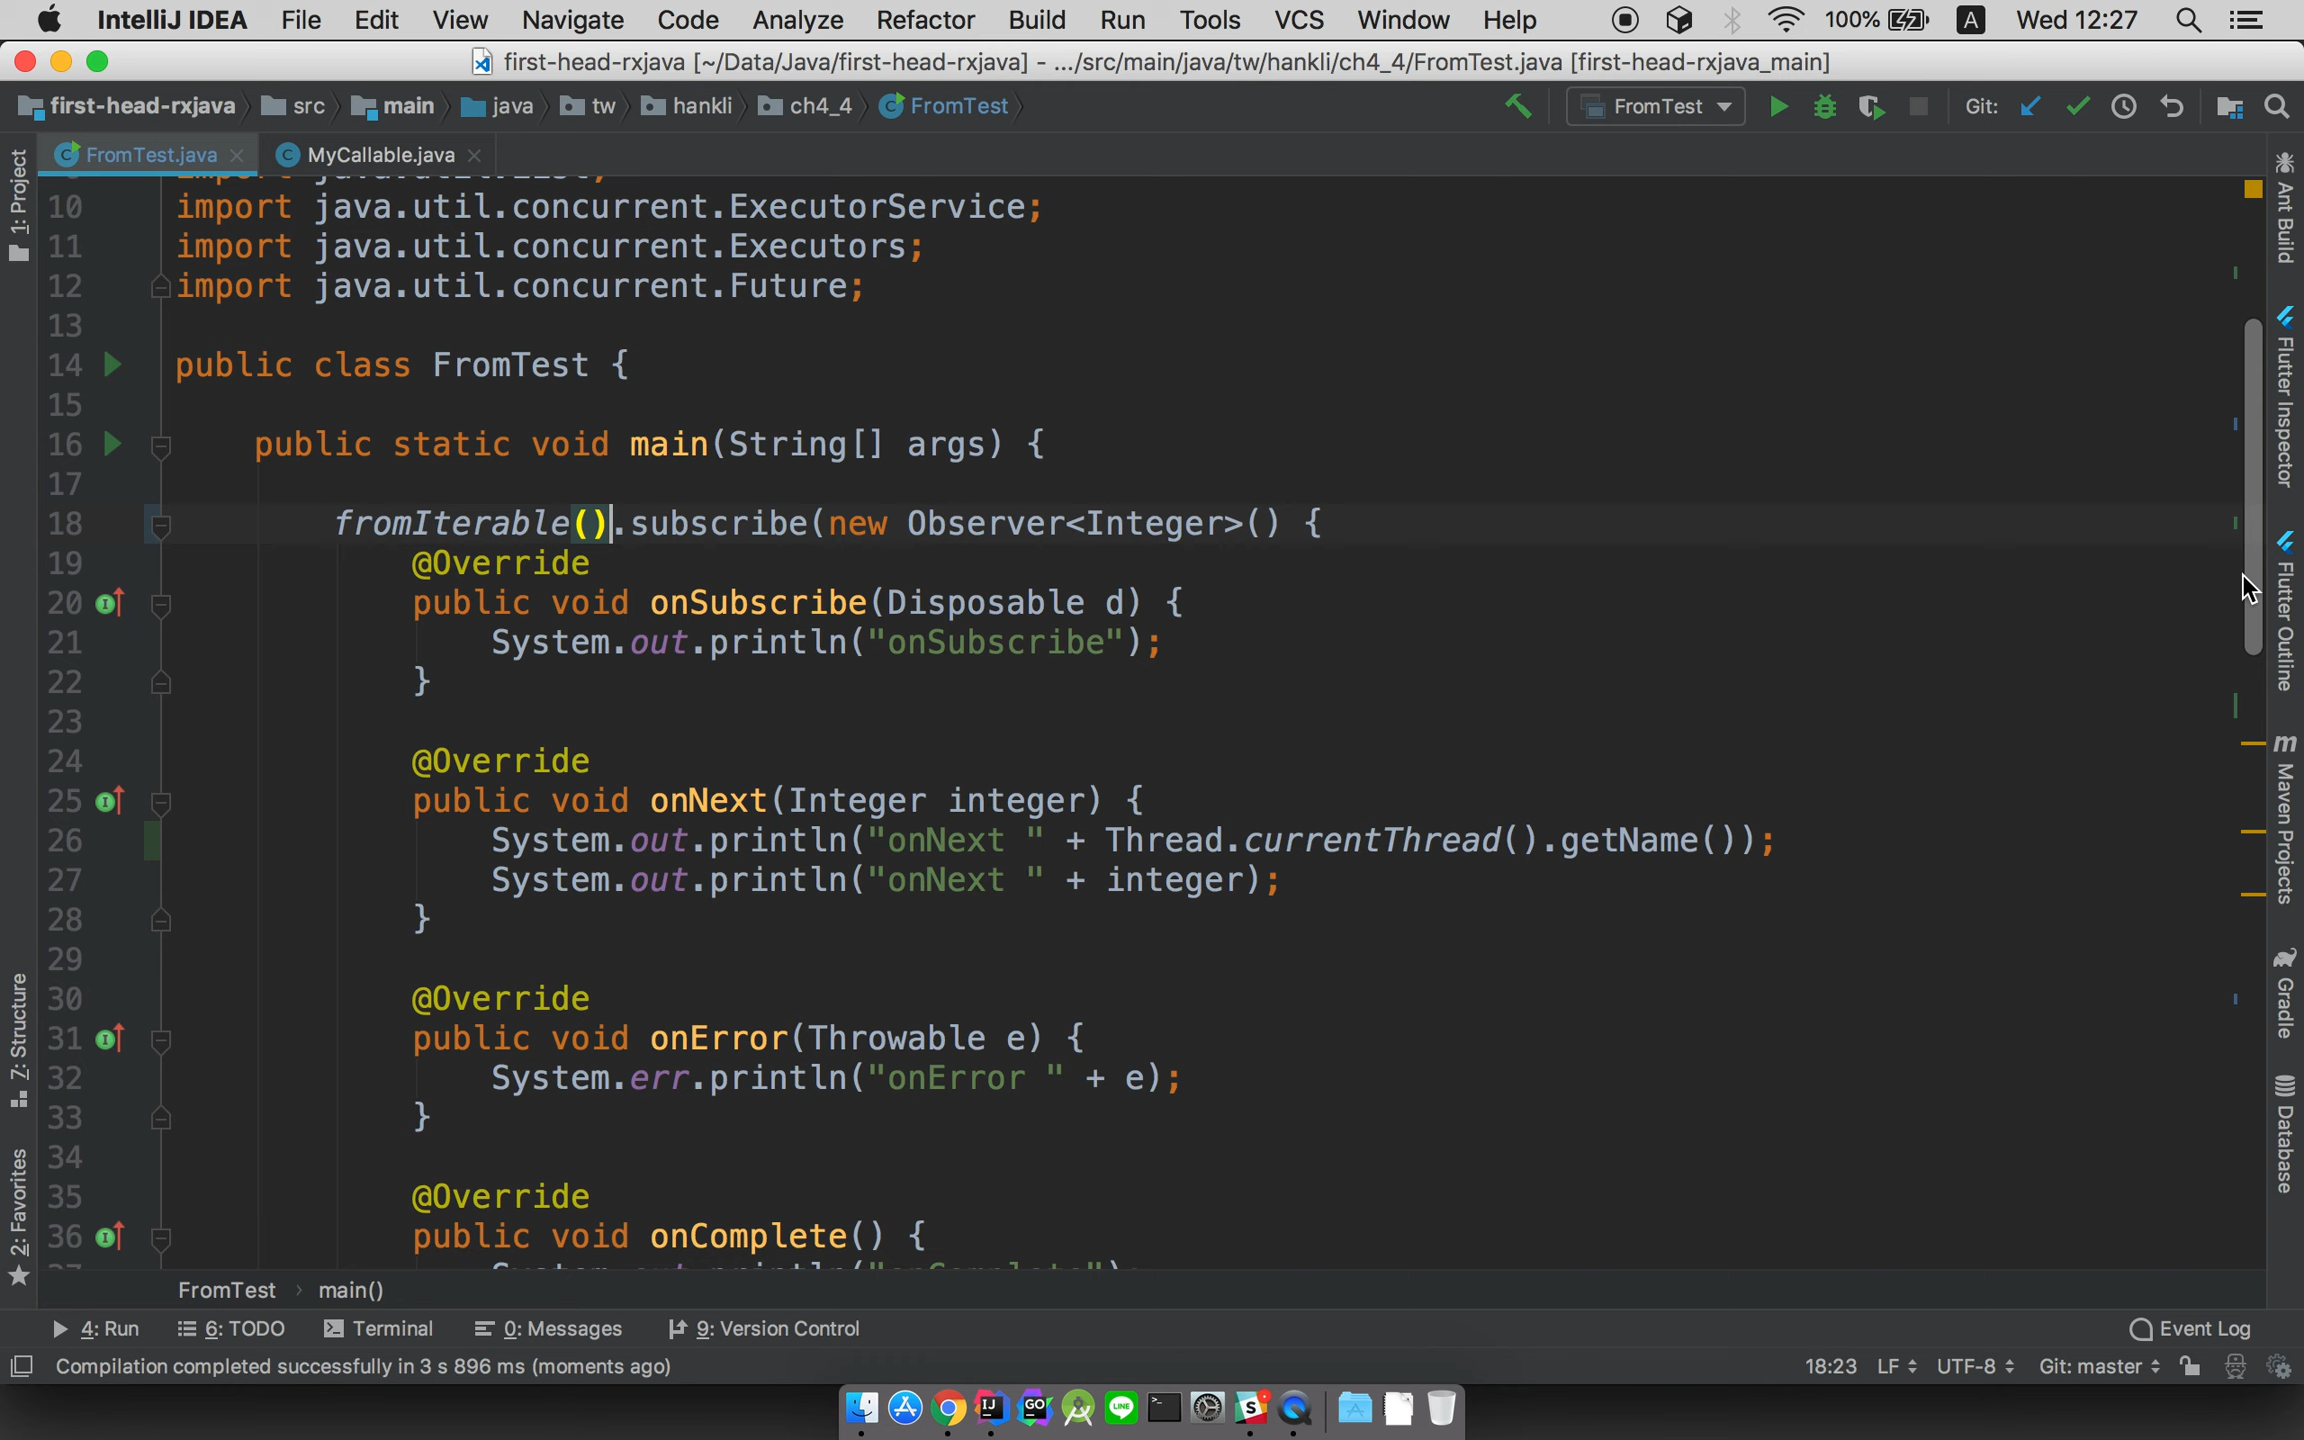 IntelliJ IDEA File Edit View Navigate Code Analyze Refactor Build Run Tools VCS Window Help 100% A Wed 12:27
first-head-rxjava [~/Data/Java/first-head-rxjava] - .../src/main/java/tw/hankli/ch4_4/FromTest.java [first-head-rxjava_main]
first-head-rxjava src main java tw hankli ch4_4 FromTest FromTest Git:
FromTest.java MyCallable.java
10 import java.util.concurrent.ExecutorService;
11 import java.util.concurrent.Executors;
12 import java.util.concurrent.Future;
13
14 public class FromTest {
15
16 public static void main(String[] args) {
17
18 fromIterable().subscribe(new Observer<Integer>() {
19 @Override
20 public void onSubscribe(Disposable d) {
21 System.out.println("onSubscribe");
22 }
23
24 @Override
25 public void onNext(Integer integer) {
26 System.out.println("onNext " + Thread.currentThread().getName());
27 System.out.println("onNext " + integer);
28 }
29
30 @Override
31 public void onError(Throwable e) {
32 System.err.println("onError " + e);
33 }
34
35 @Override
36 public void onComplete() {
1: Project
7: Structure
2: Favorites
Ant Build
Flutter Inspector
Flutter Outline
m Maven Projects
Gradle
Database
FromTest › main()
4: Run 6: TODO Terminal 0: Messages 9: Version Control Event Log
Compilation completed successfully in 3 s 896 ms (moments ago) 18:23 LF UTF-8 Git: master
IJ GO LINE S